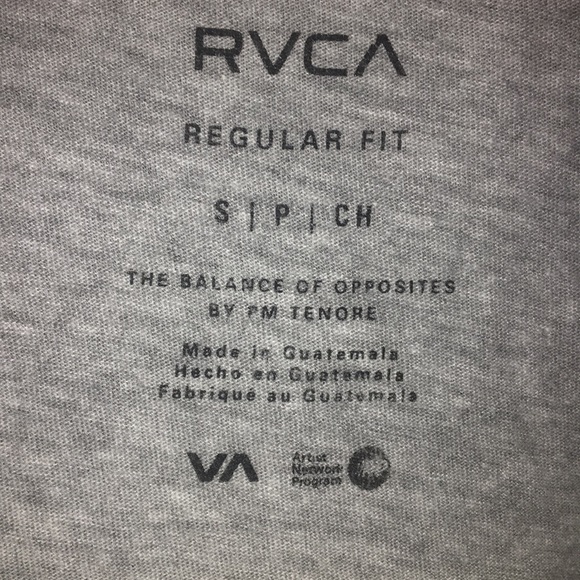 RVCA
REGULAR FIT
S | P | CH
THE BALANCE OF OPPOSITES
BY PM TENORE
Made in Guatemala
Hecho en Guatemala
Fabriqué au Guatemala
VA
Artist
Network
Program